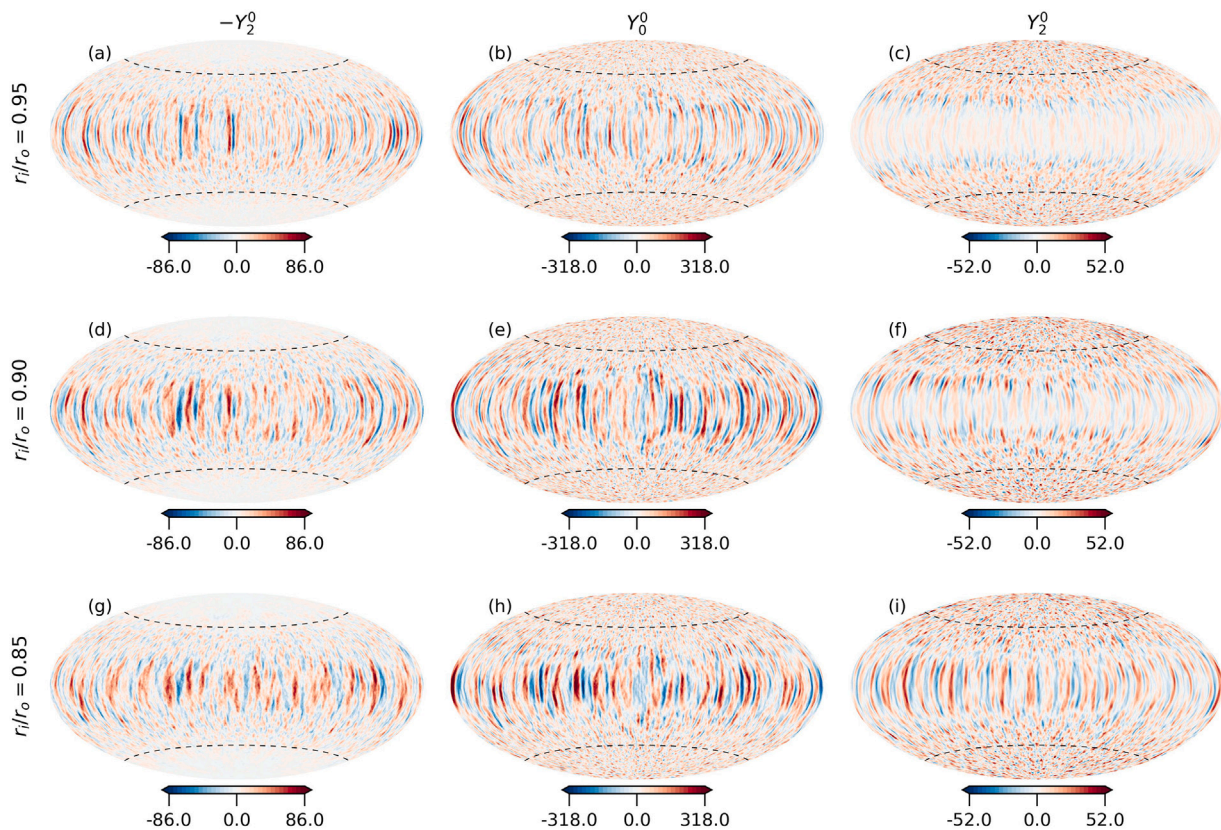 −Y₂⁰ Y₀⁰ Y₂⁰
(a) (b) (c)
rᵢ/rₒ = 0.95
-86.0 0.0 86.0 -318.0 0.0 318.0 -52.0 0.0 52.0
(d) (e) (f)
rᵢ/rₒ = 0.90
-86.0 0.0 86.0 -318.0 0.0 318.0 -52.0 0.0 52.0
(g) (h) (i)
rᵢ/rₒ = 0.85
-86.0 0.0 86.0 -318.0 0.0 318.0 -52.0 0.0 52.0